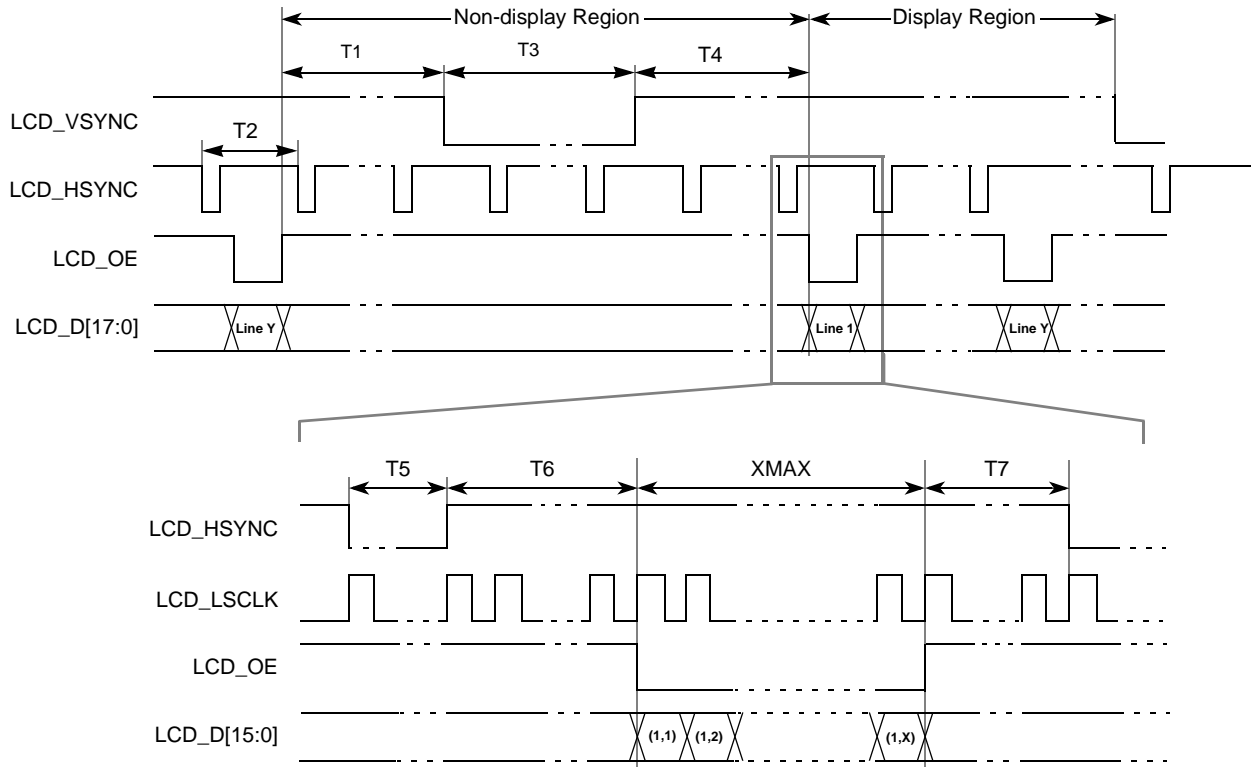 Non-display Region
Display Region
T1
T3
T4
LCD_VSYNC
T2
LCD_HSYNC
LCD_OE
LCD_D[17:0]
Line Y
Line 1
Line Y
T5
T6
XMAX
T7
LCD_HSYNC
LCD_LSCLK
LCD_OE
LCD_D[15:0]
(1,1)
(1,2)
(1,X)